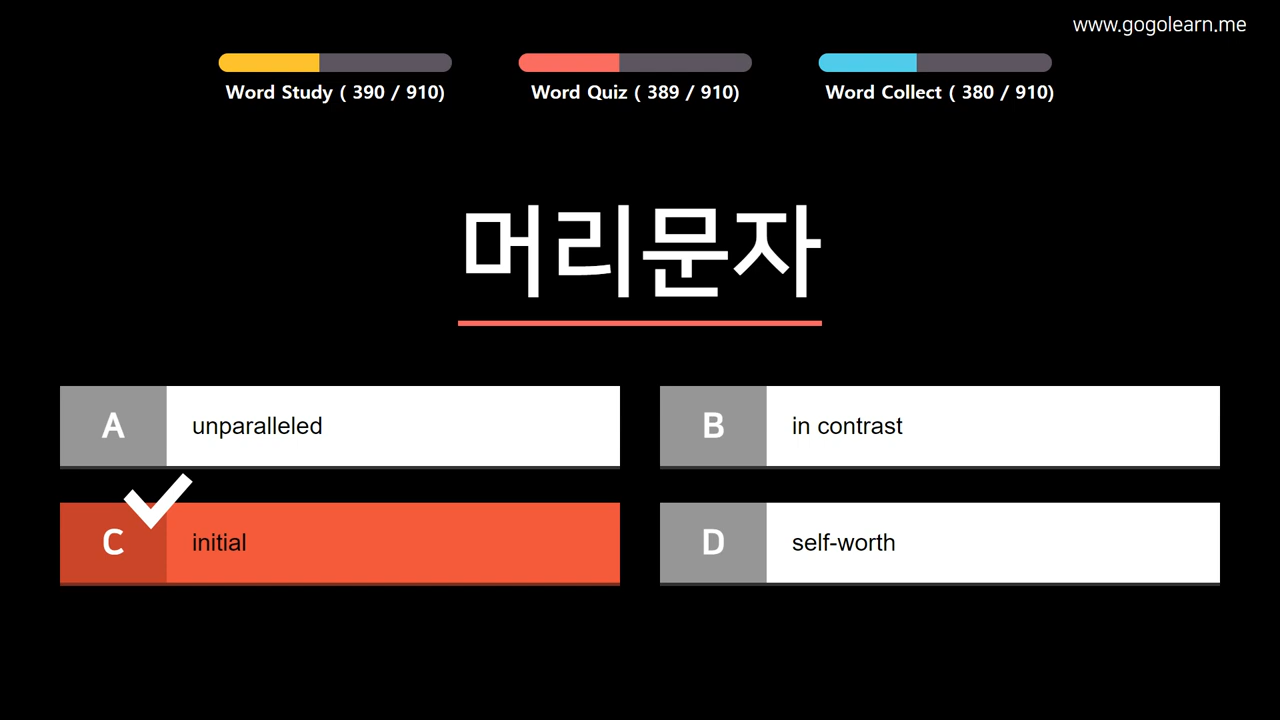 www.gogolearn.me
Word Study ( 390 / 910)
Word Quiz ( 389 / 910)
Word Collect ( 380 / 910)
머리문자
A unparalleled
B in contrast
C initial
D self-worth